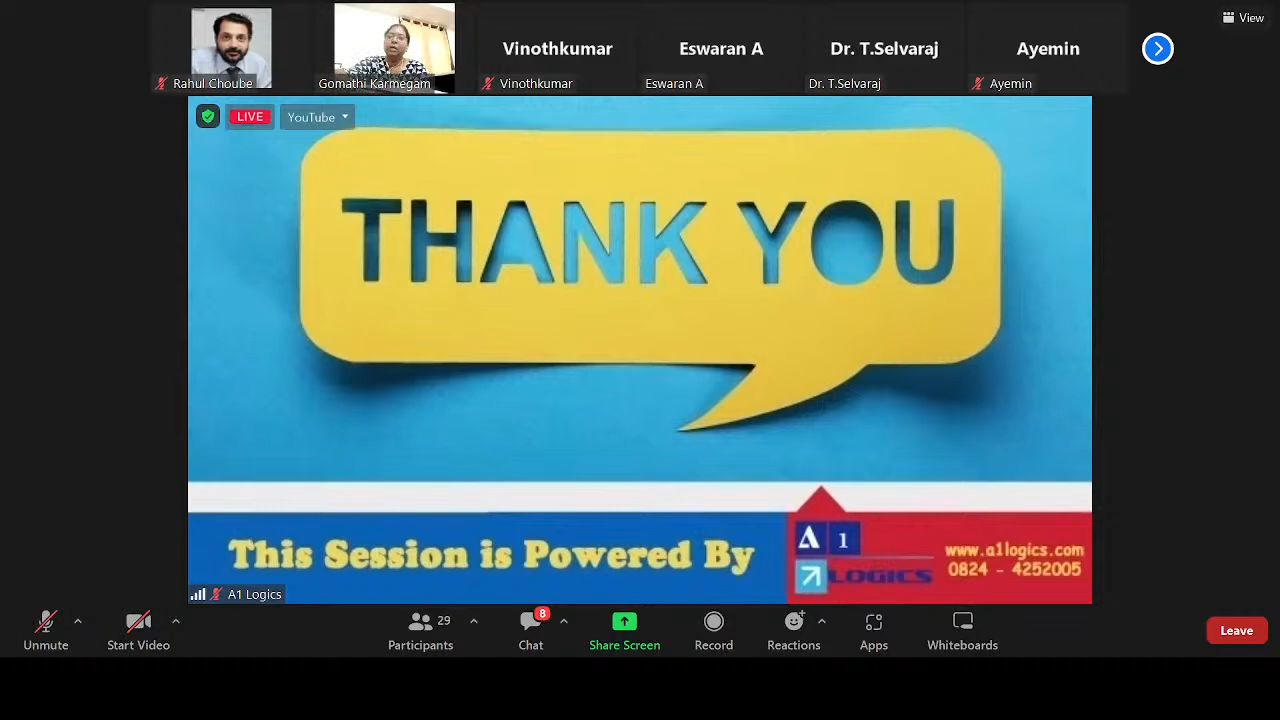 View
Vinothkumar
Eswaran A
Dr. T.Selvaraj
Ayemin
Rahul Choube
Gomathi Karmegam
Vinothkumar
Eswaran A
Dr. T.Selvaraj
Ayemin
LIVE
YouTube
THANK YOU
This Session is Powered By
A 1
LOGICS
www.a1logics.com
0824 - 4252005
A1 Logics
29
8
Unmute
Start Video
Participants
Chat
Share Screen
Record
Reactions
Apps
Whiteboards
Leave